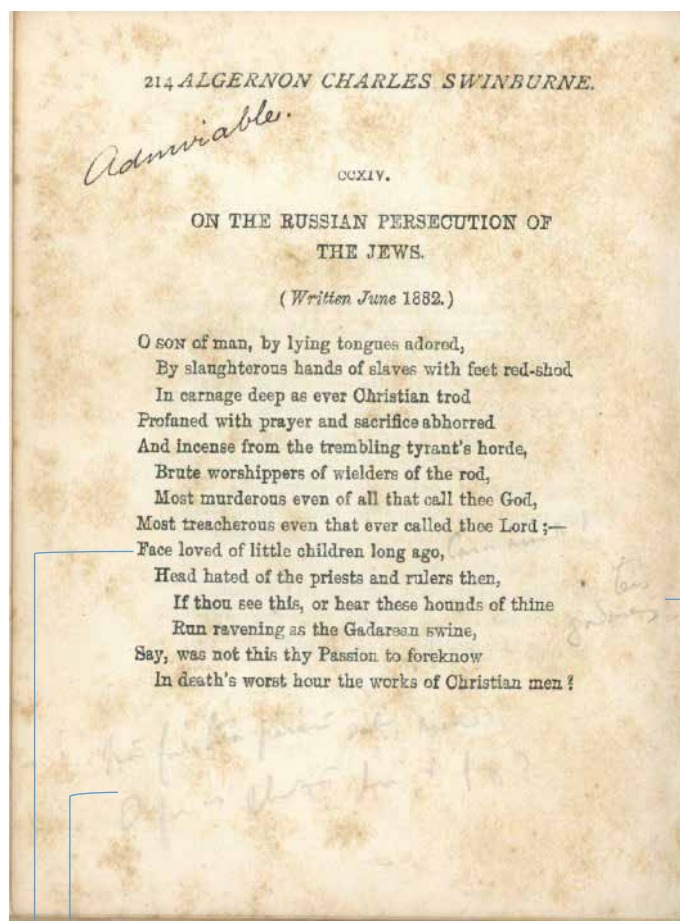 214 ALGERNON CHARLES SWINBURNE.
Admirable.
CCXIV.
ON THE RUSSIAN PERSECUTION OF
THE JEWS.
(Written June 1882.)
O SON of man, by lying tongues adored,
By slaughterous hands of slaves with feet red-shod
In carnage deep as ever Christian trod
Profaned with prayer and sacrifice abhorred
And incense from the trembling tyrant's horde,
Brute worshippers of wielders of the rod,
Most murderous even of all that call thee God,
Most treacherous even that ever called thee Lord ;—
Face loved of little children long ago,
Head hated of the priests and rulers then,
If thou see this, or hear these hounds of thine
Run ravening as the Gadarean swine,
Say, was not this thy Passion to foreknow
In death's worst hour the works of Christian men?